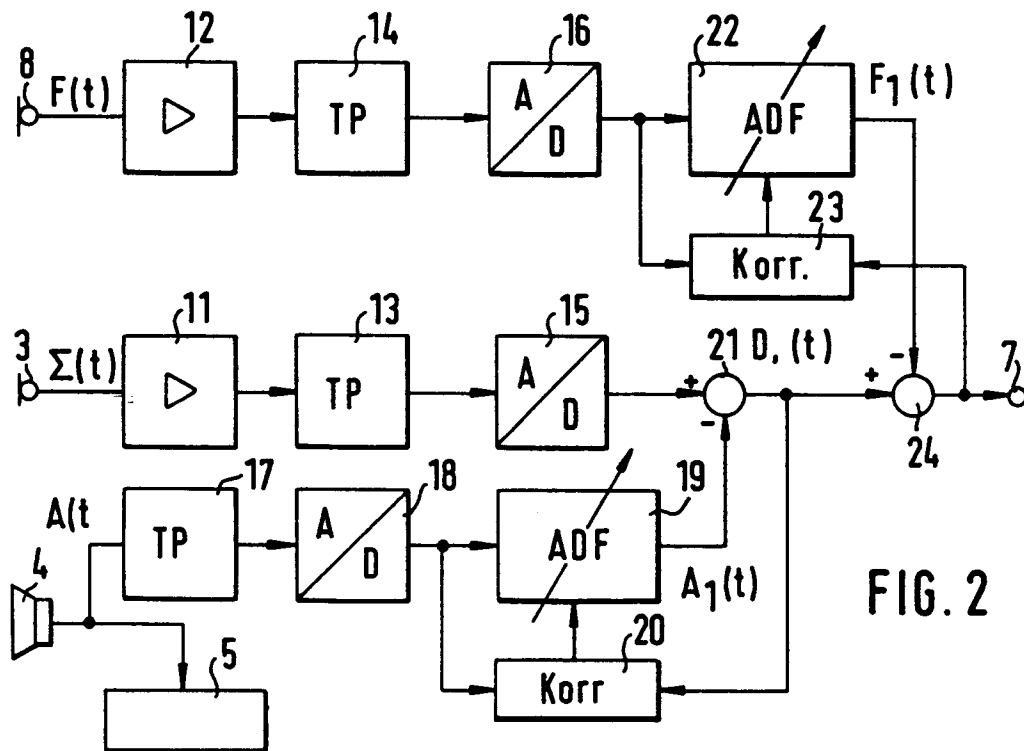 12
14
16
22
8
F(t)
TP
A
D
ADF
F1(t)
23
Korr.
11
13
15
3
Σ(t)
TP
A
D
+
-
21 D, (t)
+
-
7
24
17
18
19
A(t
TP
A
D
ADF
A1(t)
4
5
20
Korr
FIG. 2